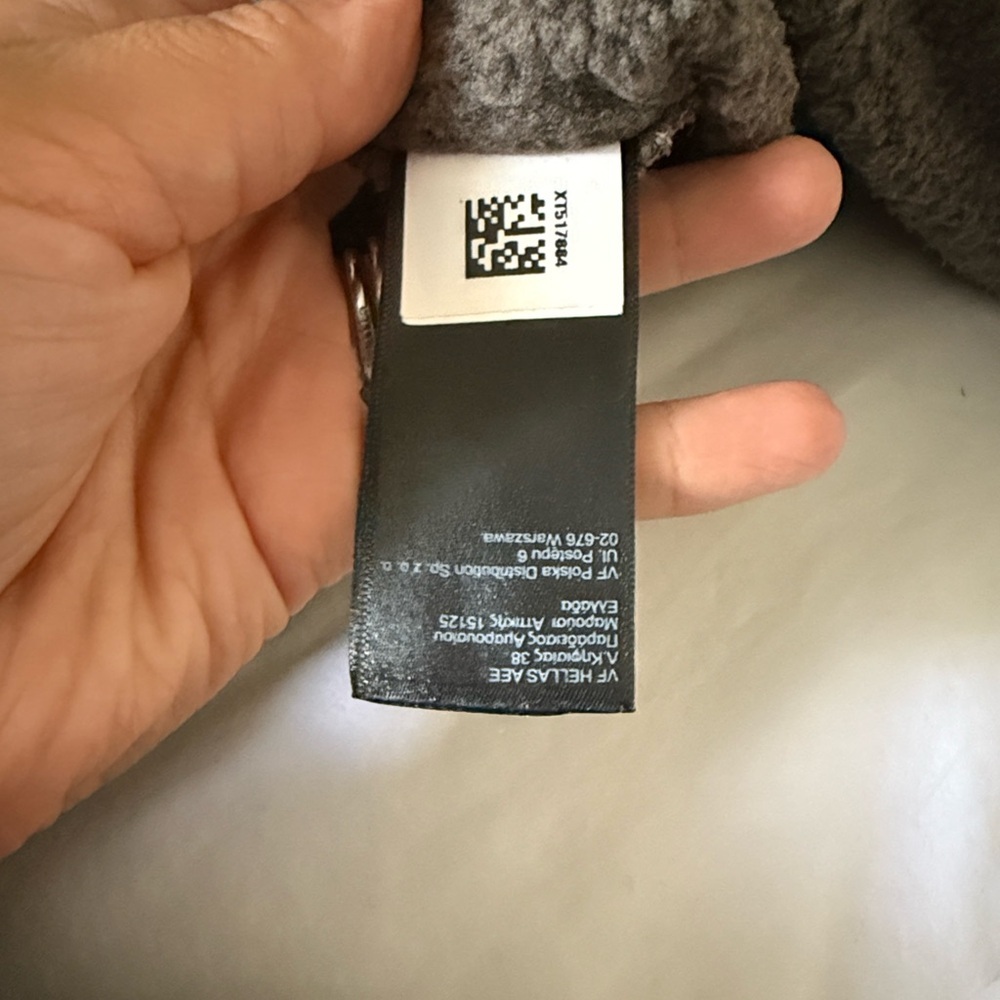 XT517884
VF HELLAS AEE
Λ.Κηφισίας 38
Παράδεισος Αμαρουσίου
Μαρούσι Αττικής 15125
Ελλάδα
VF Polska Distribution Sp. z o. o.
Ul. Postępu 6
02-676 Warszawa